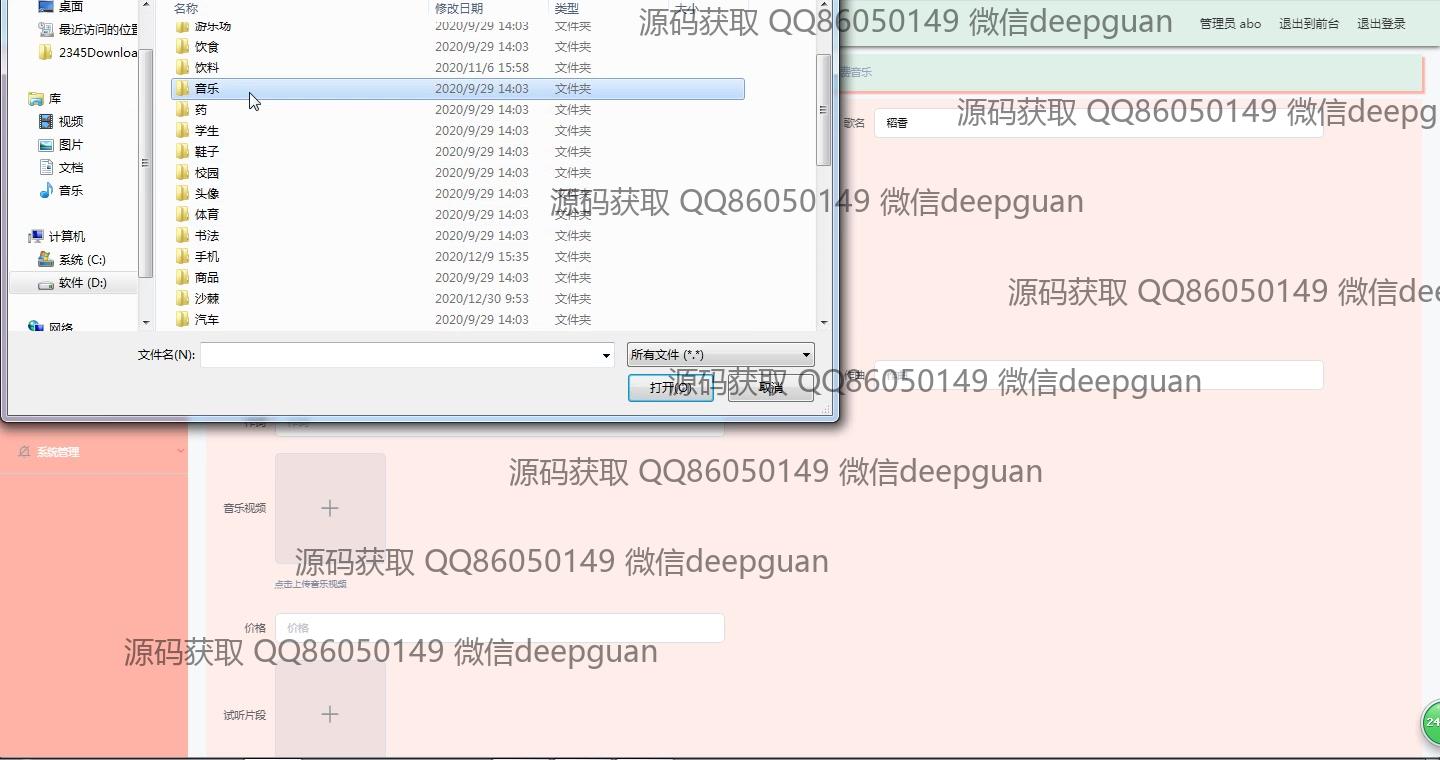 桌面
最近访问的位置
2345Downloa
库
视频
图片
文档
音乐
计算机
系统 (C:)
软件 (D:)
网络
名称 修改日期 类型 大小
游乐场 2020/9/29 14:03 文件夹
饮食 2020/9/29 14:03 文件夹
饮料 2020/11/6 15:58 文件夹
音乐 2020/9/29 14:03 文件夹
药 2020/9/29 14:03 文件夹
学生 2020/9/29 14:03 文件夹
鞋子 2020/9/29 14:03 文件夹
校园 2020/9/29 14:03 文件夹
头像 2020/9/29 14:03 文件夹
体育 2020/9/29 14:03 文件夹
书法 2020/9/29 14:03 文件夹
手机 2020/12/9 15:35 文件夹
商品 2020/9/29 14:03 文件夹
沙棘 2020/12/30 9:53 文件夹
汽车 2020/9/29 14:03 文件夹
文件名(N): 所有文件 (*.*)
打开(O) 取消
管理员 abo 退出到前台 退出登录
费音乐
歌名 稻香
作曲 作曲
系统管理
作词 作词
音乐视频
点击上传音乐视频
价格 价格
试听片段
24
源码获取 QQ86050149 微信deepguan
源码获取 QQ86050149 微信deepg
源码获取 QQ86050149 微信deepguan
源码获取 QQ86050149 微信dee
源码获取 QQ86050149 微信deepguan
源码获取 QQ86050149 微信deepguan
源码获取 QQ86050149 微信deepguan
源码获取 QQ86050149 微信deepguan